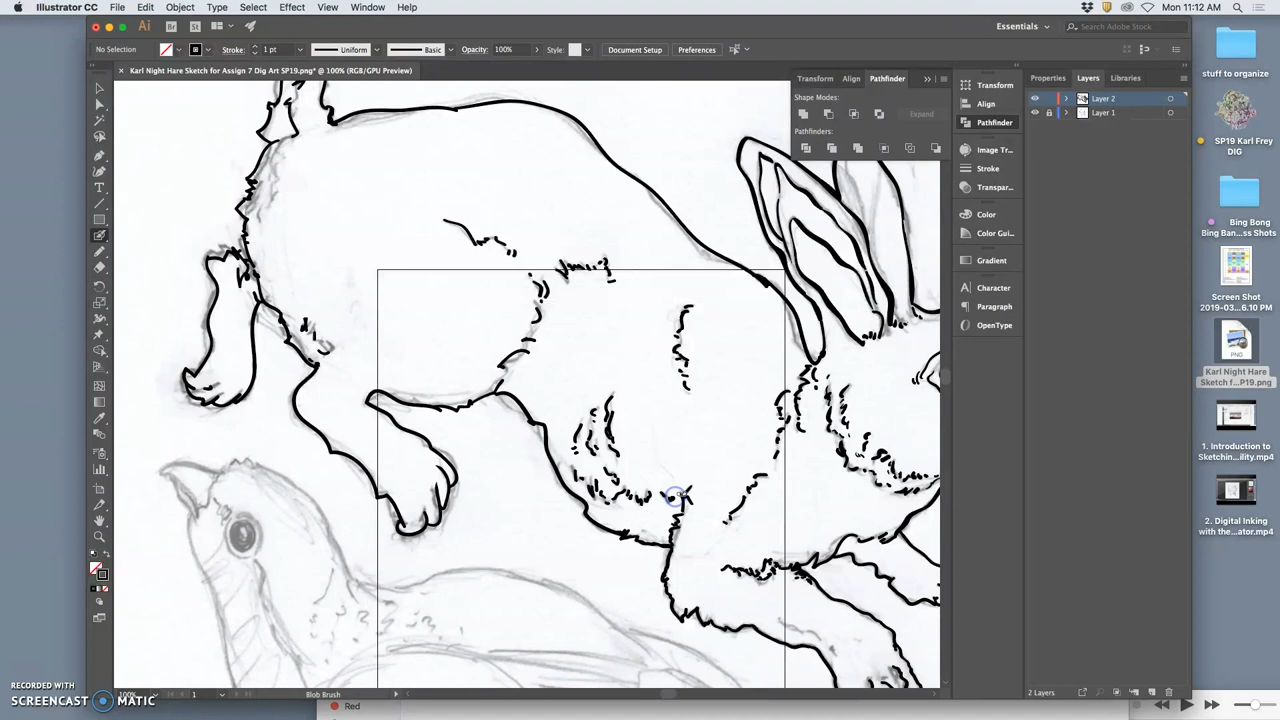 Illustrator CC File Edit Object Type Select Effect View Window Help
Mon 11:12 AM
Ai Br St
Essentials
Search Adobe Stock
No Selection Stroke: 1 pt Uniform Basic Opacity: 100% Style: Document Setup Preferences
Karl Night Hare Sketch for Assign 7 Dig Art SP19.png* @ 100% (RGB/GPU Preview)
Transform Align Pathfinder
Shape Modes:
Expand
Pathfinders:
Transform
Align
Pathfinder
Image Tr...
Stroke
Transpar...
Color
Color Gui...
Gradient
Character
Paragraph
OpenType
Properties Layers Libraries
Layer 2
Layer 1
2 Layers
stuff to organize
SP19 Karl Frey
DIG
Bing Bong
Bing Ban...ss Shots
Screen Shot
2019-03...6.10 PM
PNG
Karl Night Hare
Sketch f...P19.png
1. Introduction to
Sketchin...ility.mp4
2. Digital Inking
with the...ator.mp4
100% 1 Blob Brush
Red
RECORDED WITH
SCREENCAST MATIC